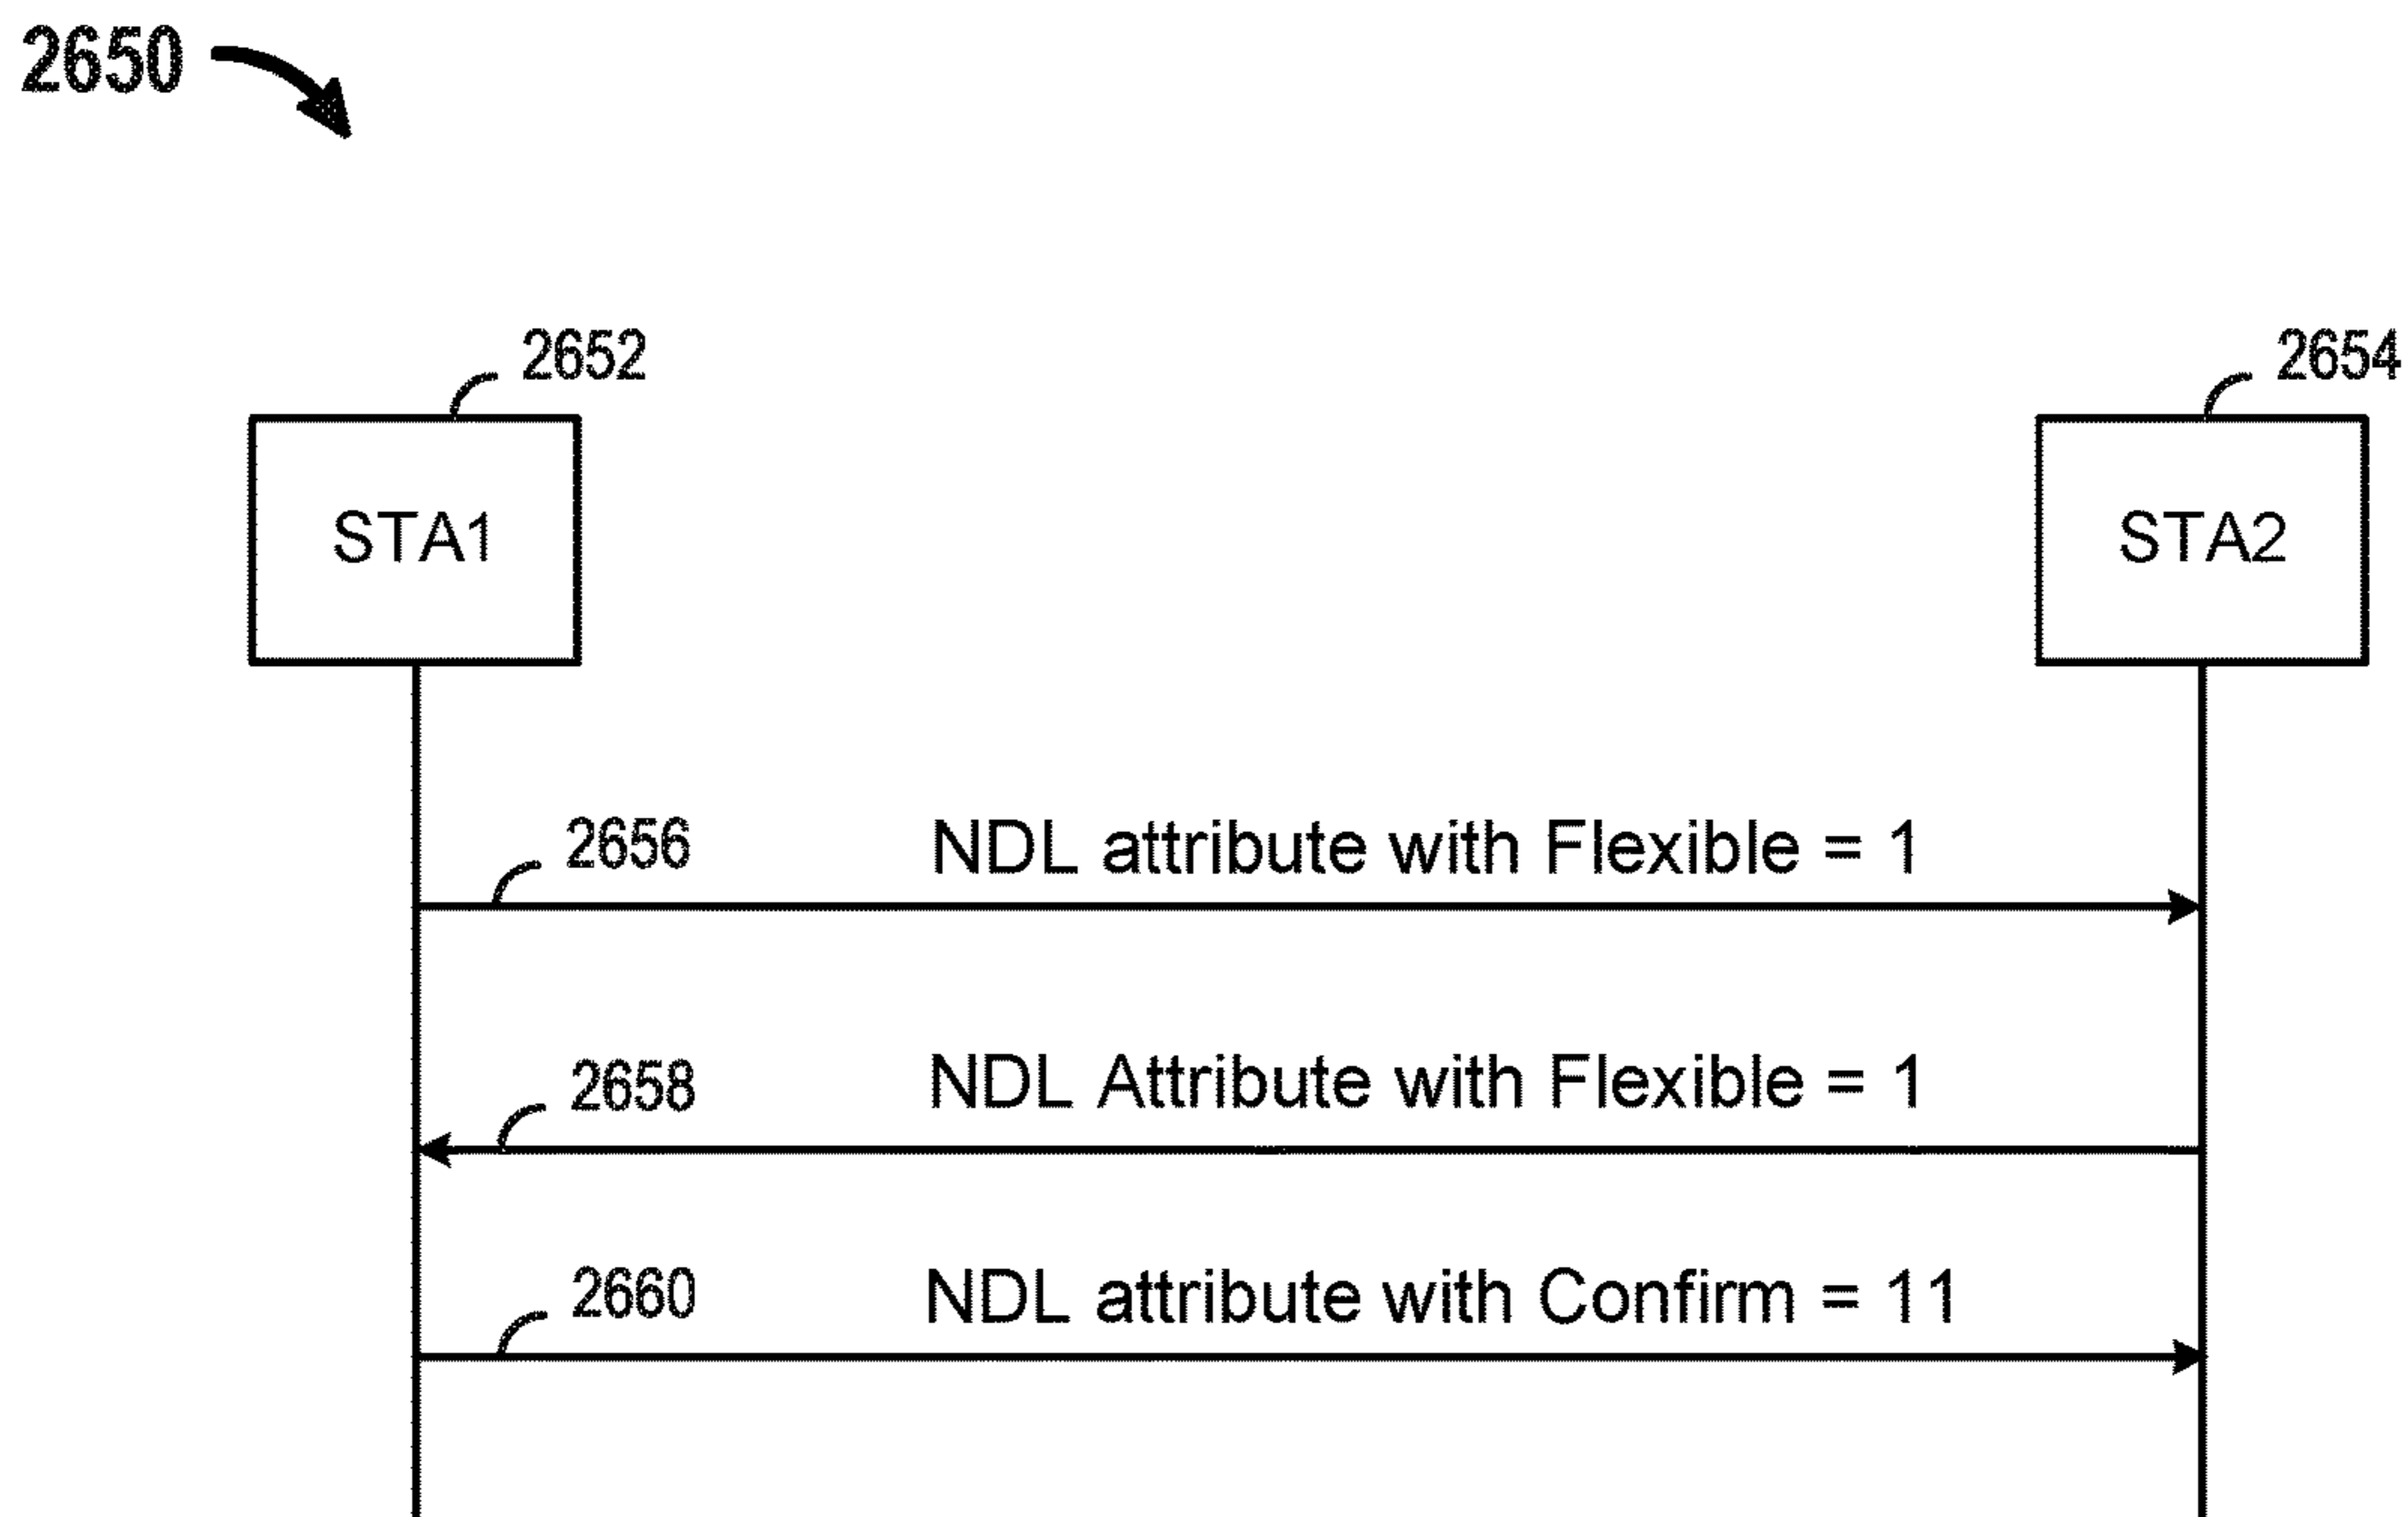 2650
2652
2654
STA1
STA2
2656
NDL attribute with Flexible = 1
2658
NDL Attribute with Flexible = 1
2660
NDL attribute with Confirm = 11